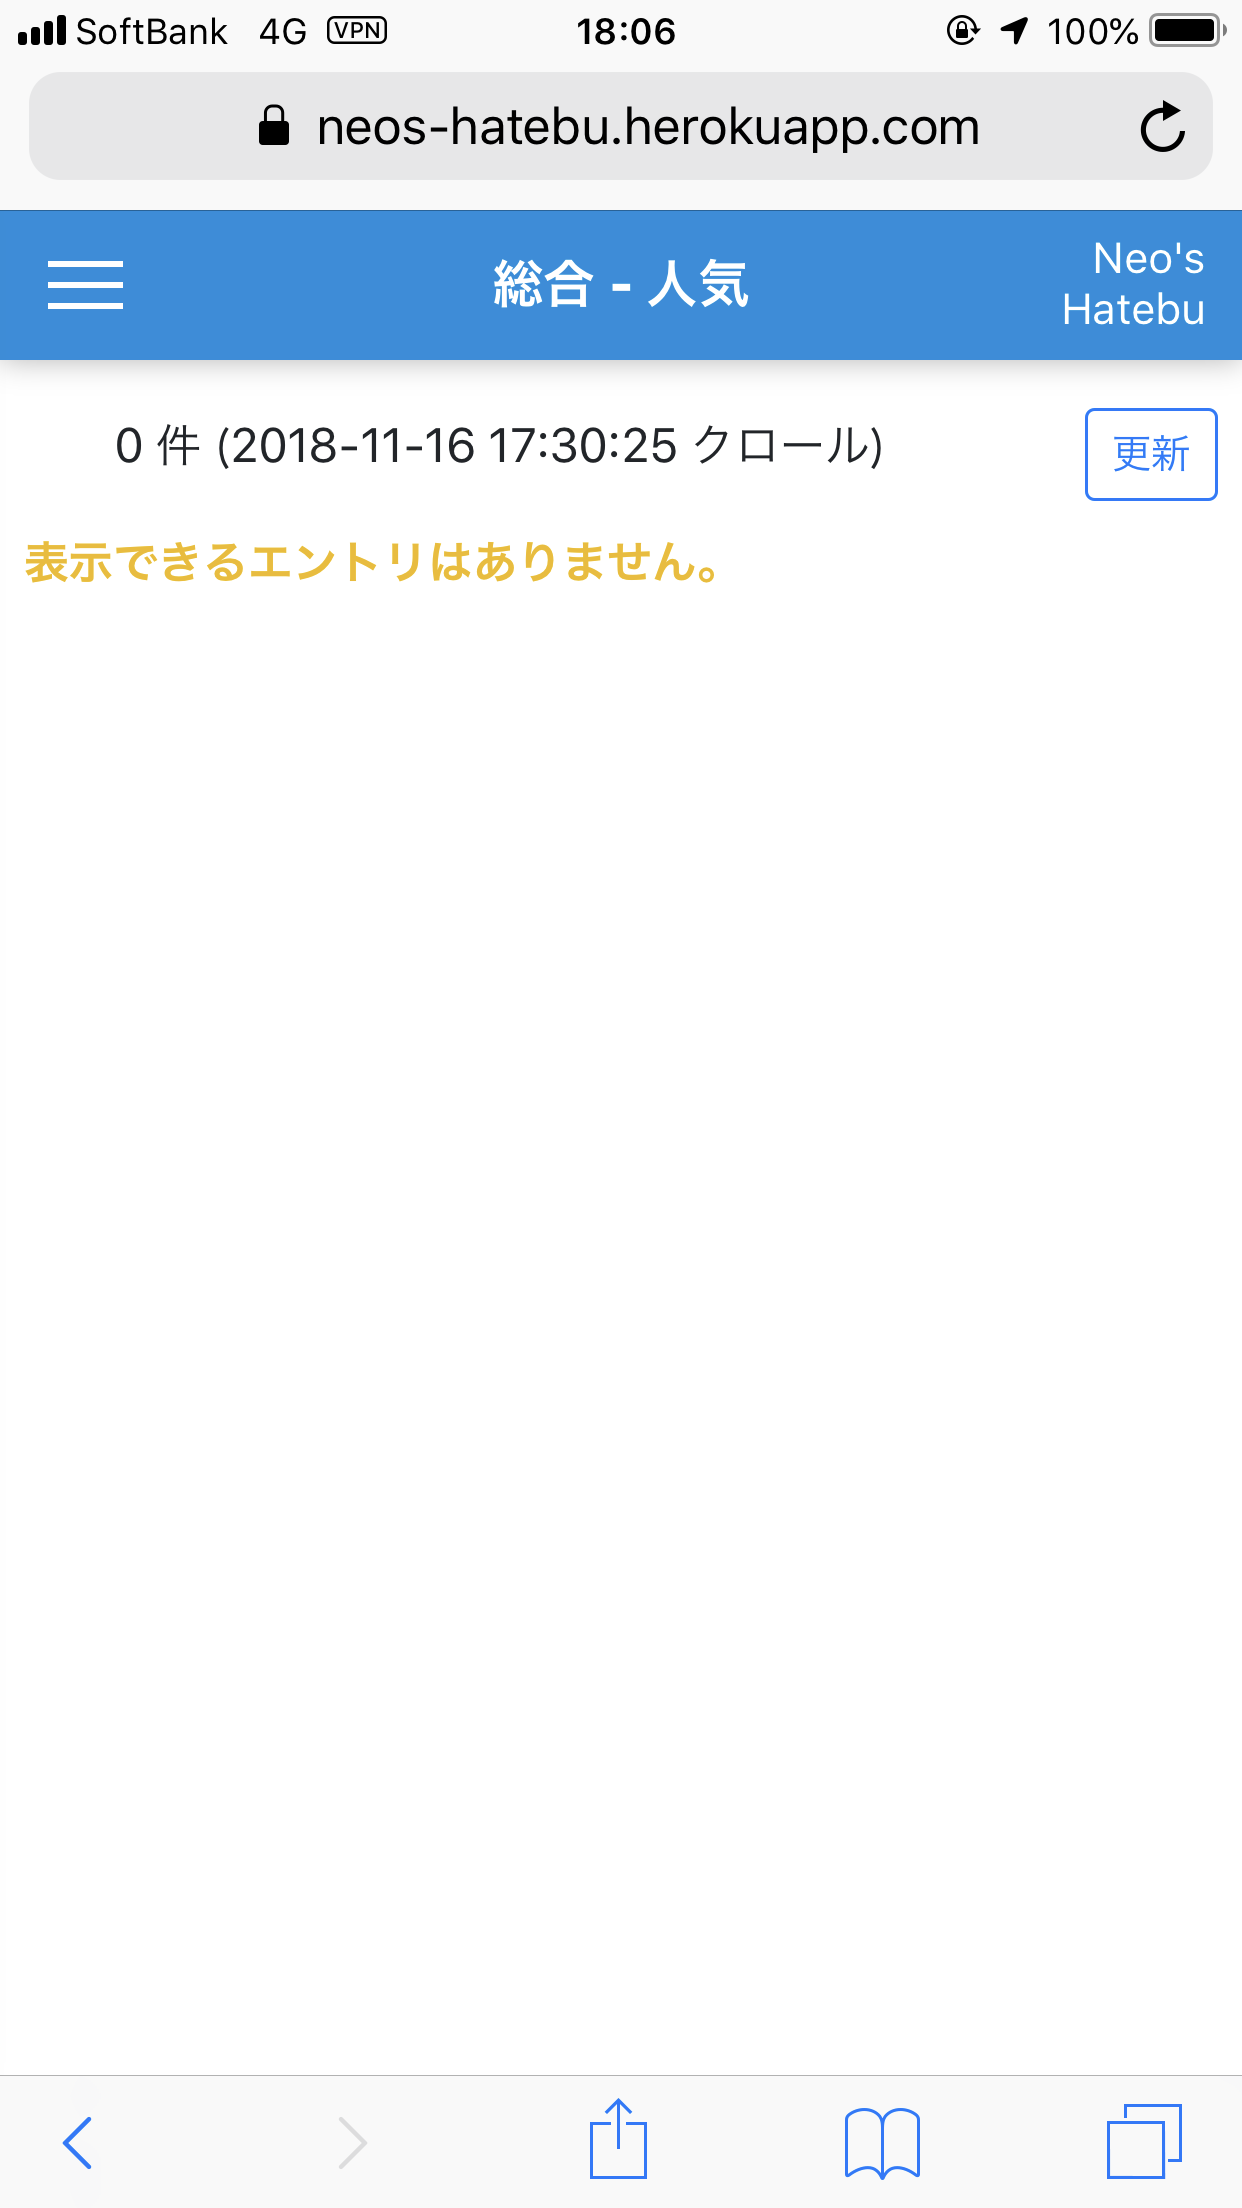 SoftBank 4G VPN 18:06 100%
neos-hatebu.herokuapp.com
総合 - 人気
Neo's
Hatebu
0 件 (2018-11-16 17:30:25 クロール)
更新
表示できるエントリはありません。